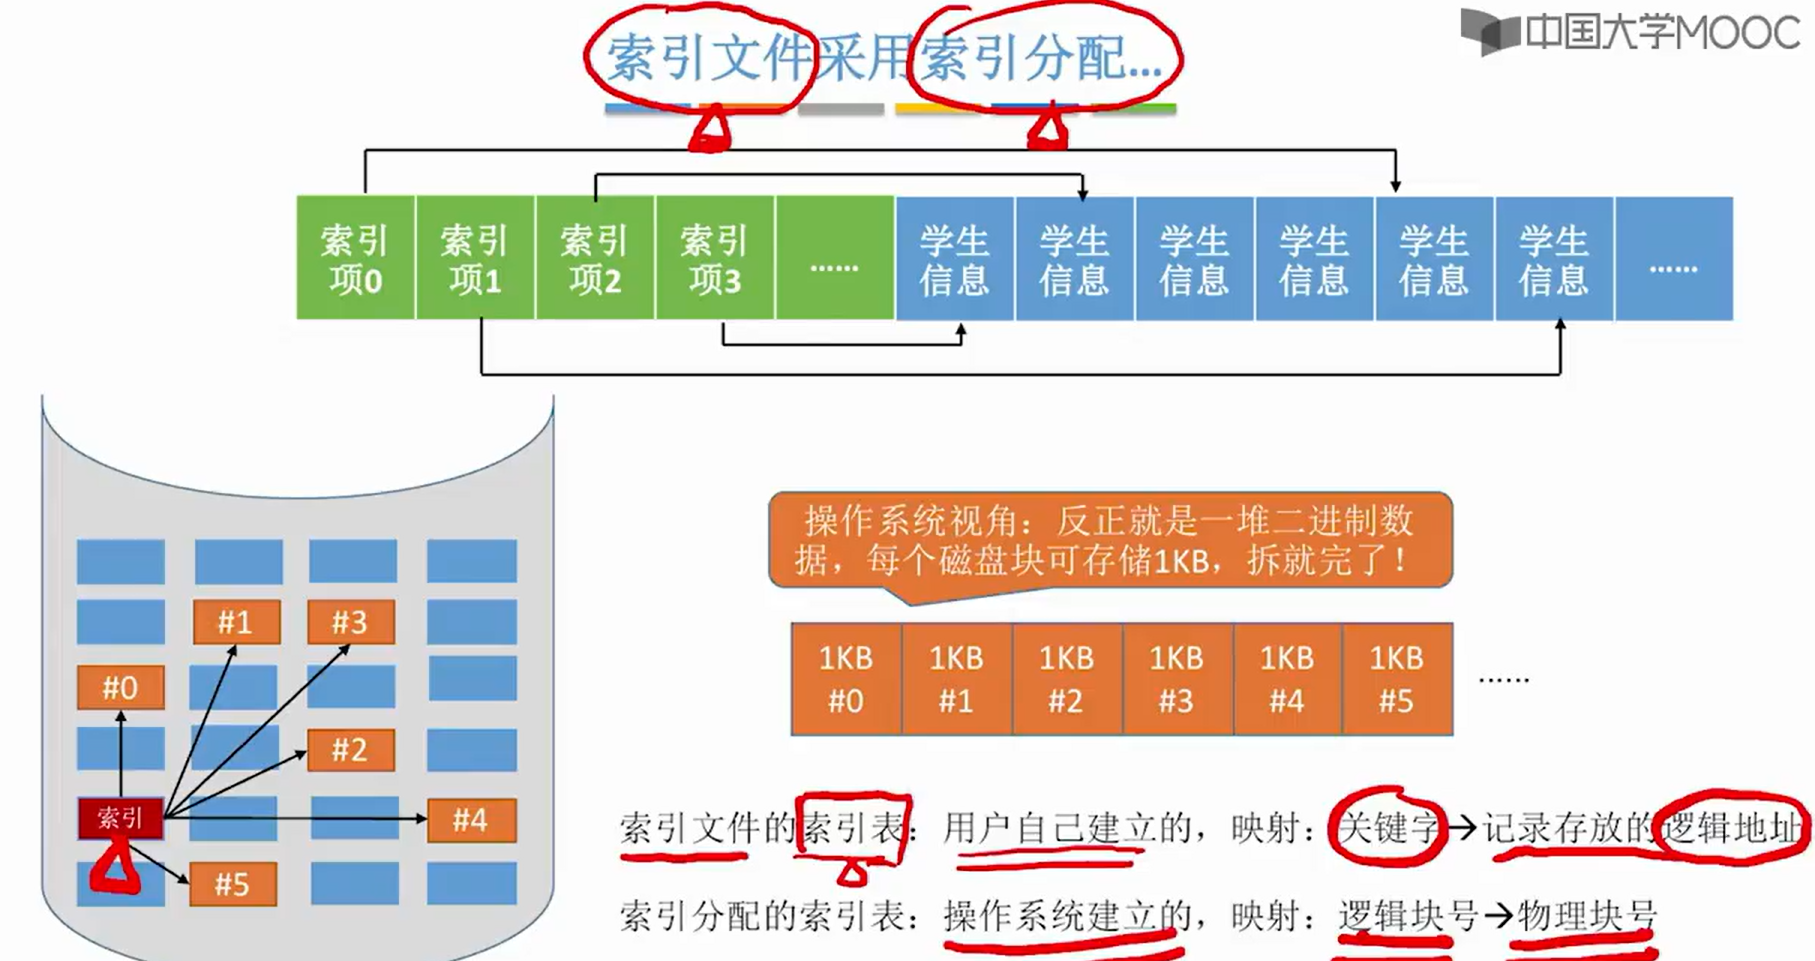 中国大学MOOC
索引文件采用索引分配...
索引项0 索引项1 索引项2 索引项3 ...... 学生信息 学生信息 学生信息 学生信息 学生信息 学生信息 ......
操作系统视角：反正就是一堆二进制数
据，每个磁盘块可存储1KB，拆就完了！
#1 #3
1KB 1KB 1KB 1KB 1KB 1KB
#0 #1 #2 #3 #4 #5 ......
#0
#2
索引 #4
#5
索引文件的索引表：用户自己建立的，映射：关键字→记录存放的逻辑地址
索引分配的索引表：操作系统建立的，映射：逻辑块号→物理块号